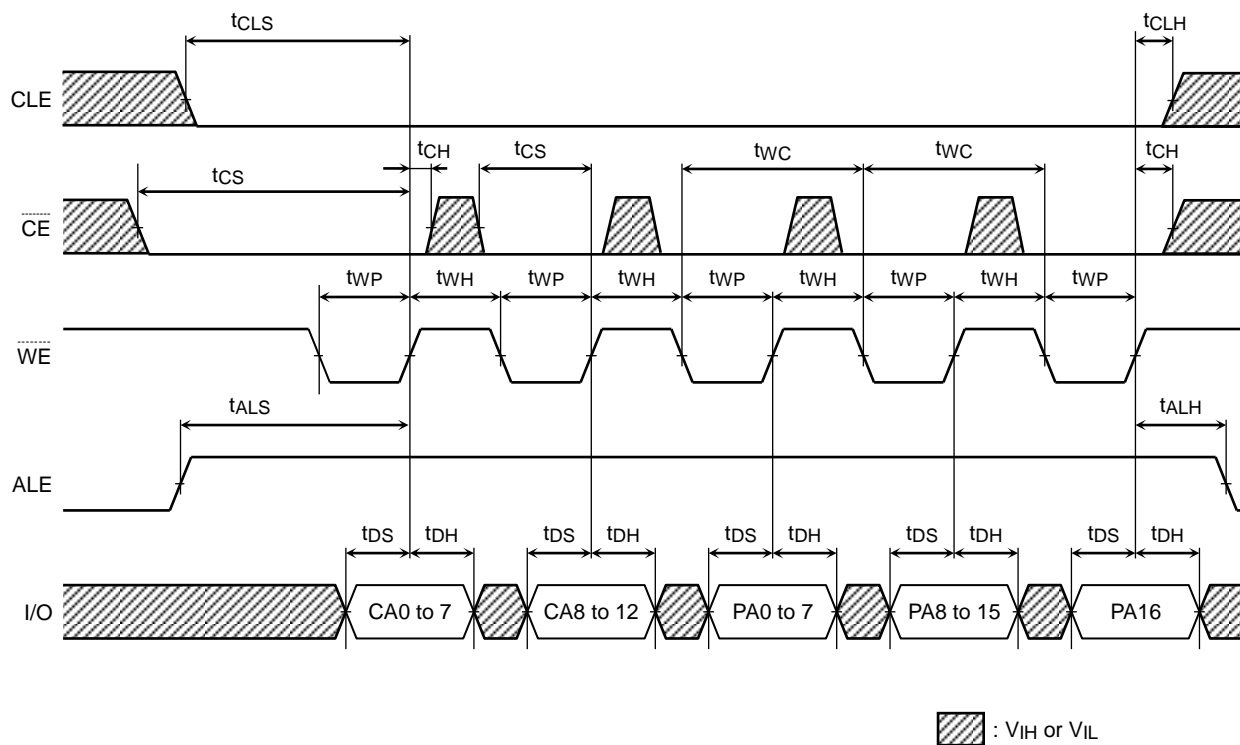 tCLS tCLH
CLE
tCH tCS tWC tWC tCH
tCS
CE
tWP tWH tWP tWH tWP tWH tWP tWH tWP
WE
tALS tALH
ALE
tDS tDH tDS tDH tDS tDH tDS tDH tDS tDH
I/O CA0 to 7 CA8 to 12 PA0 to 7 PA8 to 15 PA16
: VIH or VIL